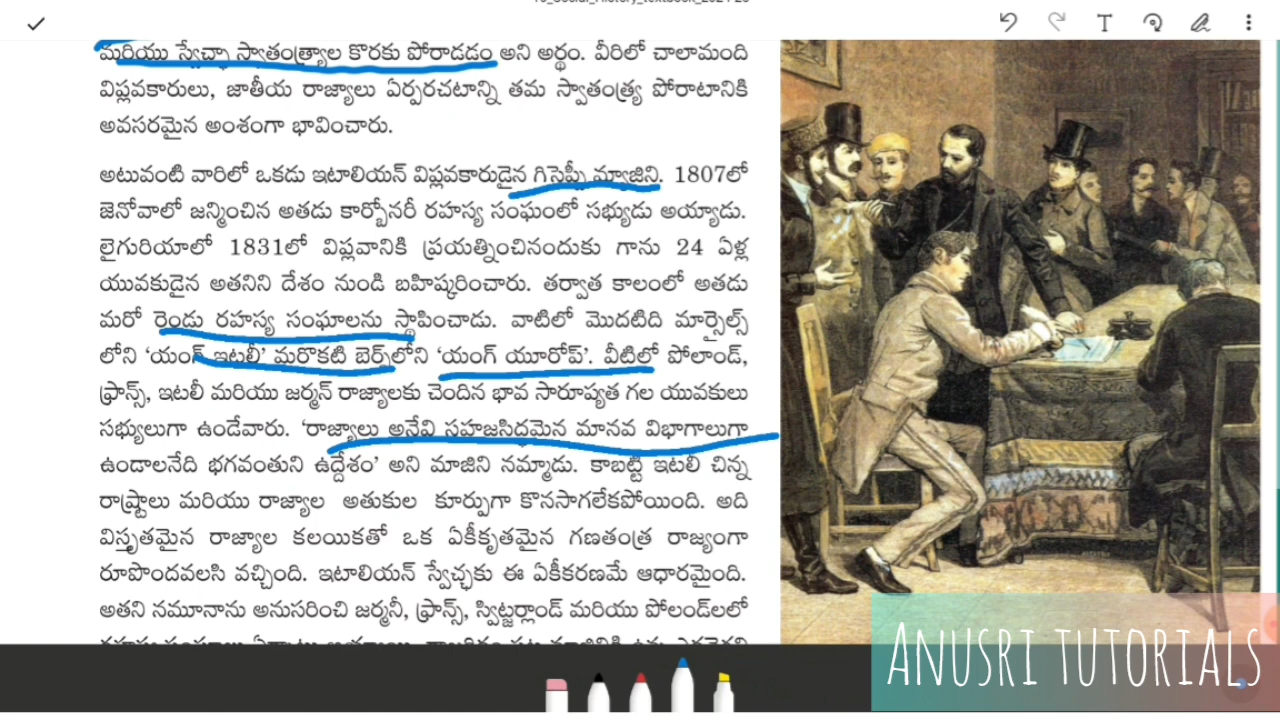 మరియు స్వేచ్ఛా స్వాతంత్ర్యాల కొరకు పోరాడడం అని అర్థం. వీరిలో చాలామంది
విప్లవకారులు, జాతీయ రాజ్యాలు ఏర్పరచటాన్ని తమ స్వాతంత్ర్య పోరాటానికి
అవసరమైన అంశంగా భావించారు.
అటువంటి వారిలో ఒకడు ఇటాలియన్ విప్లవకారుడైన గిసెప్పీ మ్యాజిని. 1807లో
జెనోవాలో జన్మించిన అతడు కార్బోనరీ రహస్య సంఘంలో సభ్యుడు అయ్యాడు.
లైగురియాలో 1831లో విప్లవానికి ప్రయత్నించినందుకు గాను 24 ఏళ్ల
యువకుడైన అతనిని దేశం నుండి బహిష్కరించారు. తర్వాత కాలంలో అతడు
మరో రెండు రహస్య సంఘాలను స్థాపించాడు. వాటిలో మొదటిది మార్సైల్స్
లోని ‘యంగ్ ఇటలీ’ మరొకటి బెర్న్‌లోని ‘యంగ్ యూరోప్’. వీటిలో పోలాండ్,
ఫ్రాన్స్, ఇటలీ మరియు జర్మన్ రాజ్యాలకు చెందిన భావ సారూప్యత గల యువకులు
సభ్యులుగా ఉండేవారు. ‘రాజ్యాలు అనేవి సహజసిద్ధమైన మానవ విభాగాలుగా
ఉండాలనేది భగవంతుని ఉద్దేశం’ అని మాజిని నమ్మాడు. కాబట్టి ఇటలీ చిన్న
రాష్ట్రాలు మరియు రాజ్యాల అతుకుల కూర్పుగా కొనసాగలేకపోయింది. అది
విస్తృతమైన రాజ్యాల కలయికతో ఒక ఏకీకృతమైన గణతంత్ర రాజ్యంగా
రూపొందవలసి వచ్చింది. ఇటాలియన్ స్వేచ్ఛకు ఈ ఏకీకరణమే ఆధారమైంది.
అతని నమూనాను అనుసరించి జర్మనీ, ఫ్రాన్స్, స్విట్జర్లాండ్ మరియు పోలండ్‌లలో
ANUSRI TUTORIALS